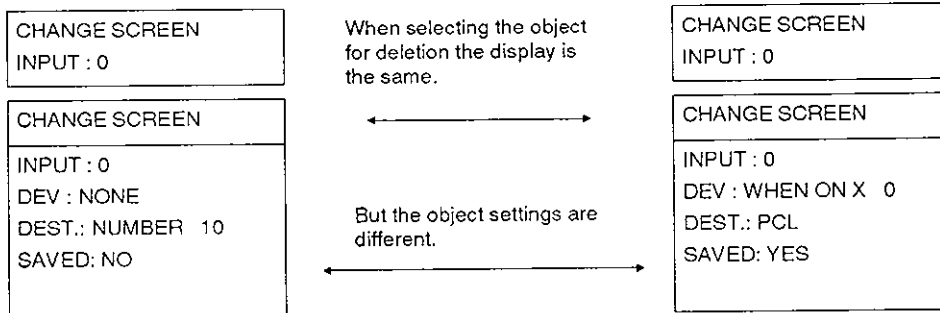 CHANGE SCREEN
INPUT : 0
When selecting the object
for deletion the display is
the same.
CHANGE SCREEN
INPUT : 0
CHANGE SCREEN
INPUT : 0
DEV : NONE
DEST.: NUMBER 10
SAVED: NO
But the object settings are
different.
CHANGE SCREEN
INPUT : 0
DEV : WHEN ON X 0
DEST.: PCL
SAVED: YES